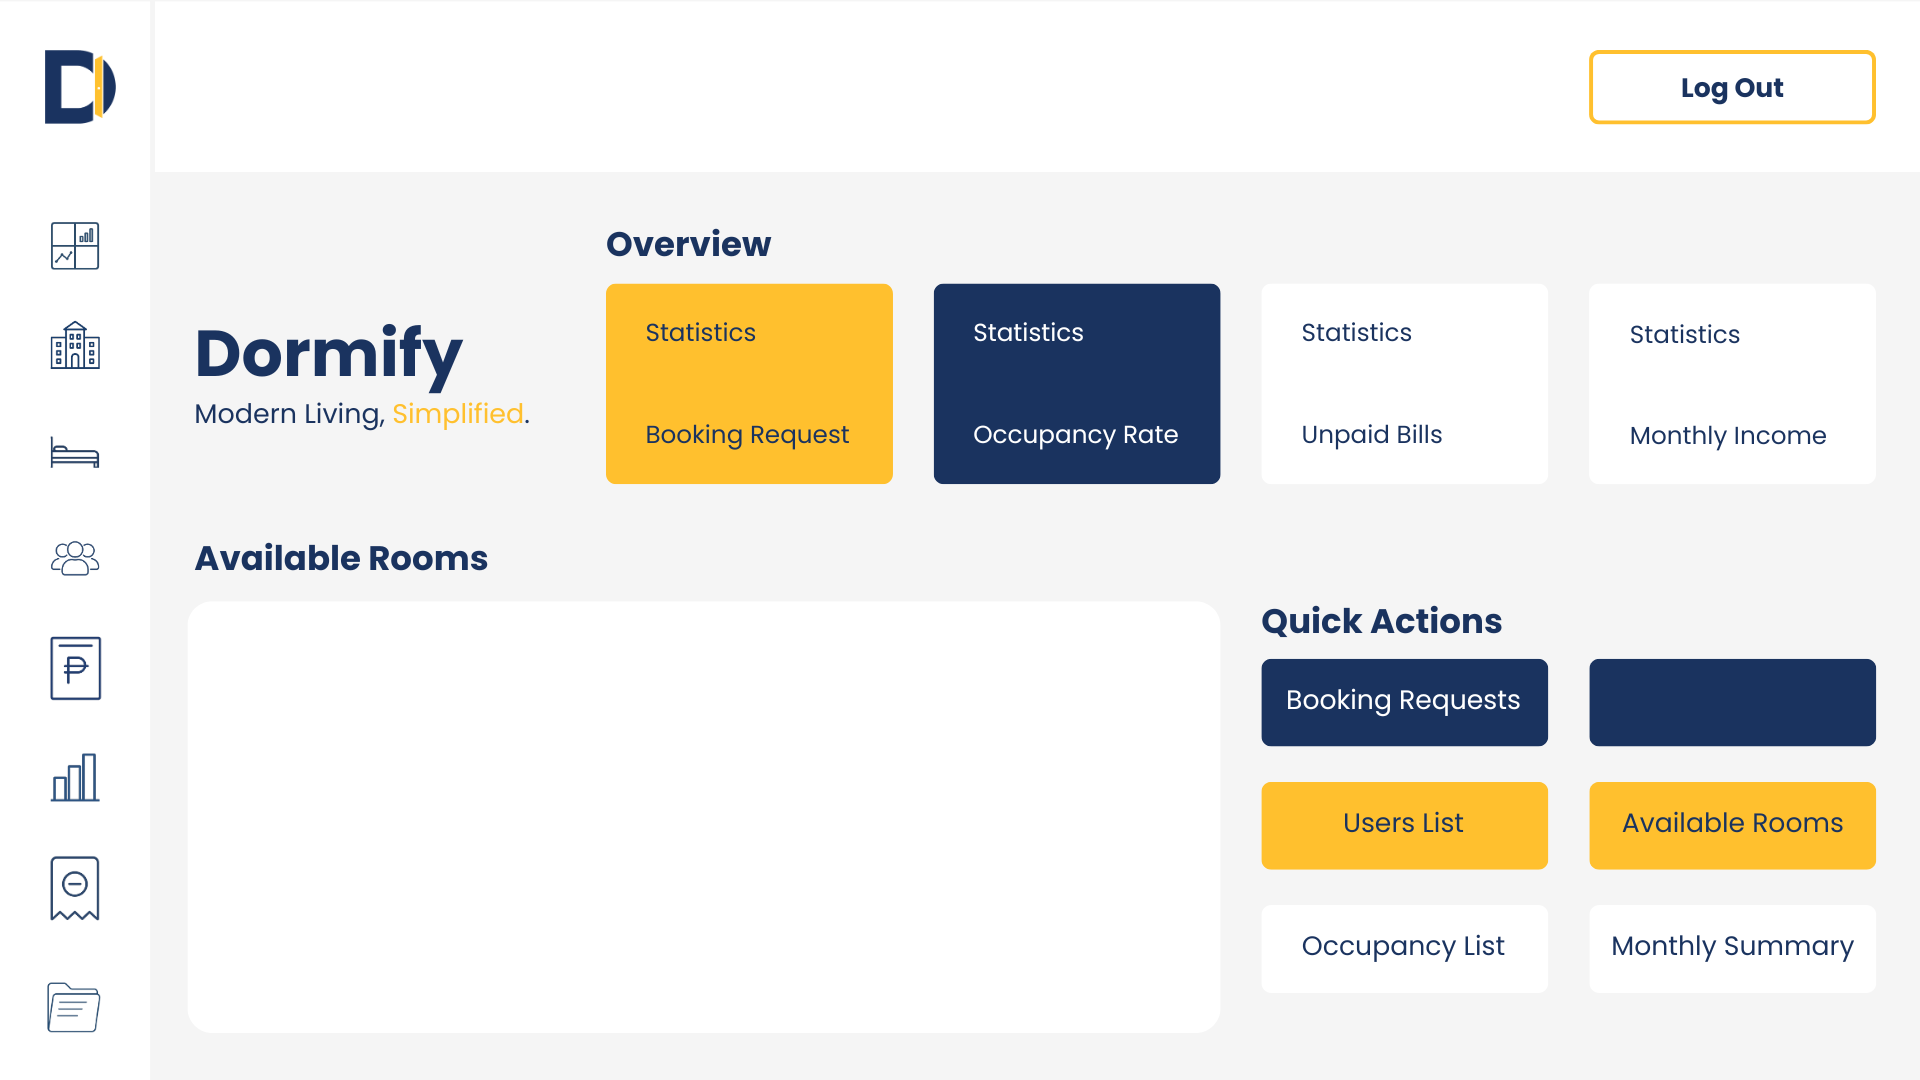 D
Log Out
Overview
Statistics
Booking Request
Statistics
Occupancy Rate
Statistics
Unpaid Bills
Statistics
Monthly Income
Dormify
Modern Living, Simplified.
Available Rooms
₱
Quick Actions
Booking Requests
Users List
Available Rooms
Occupancy List
Monthly Summary